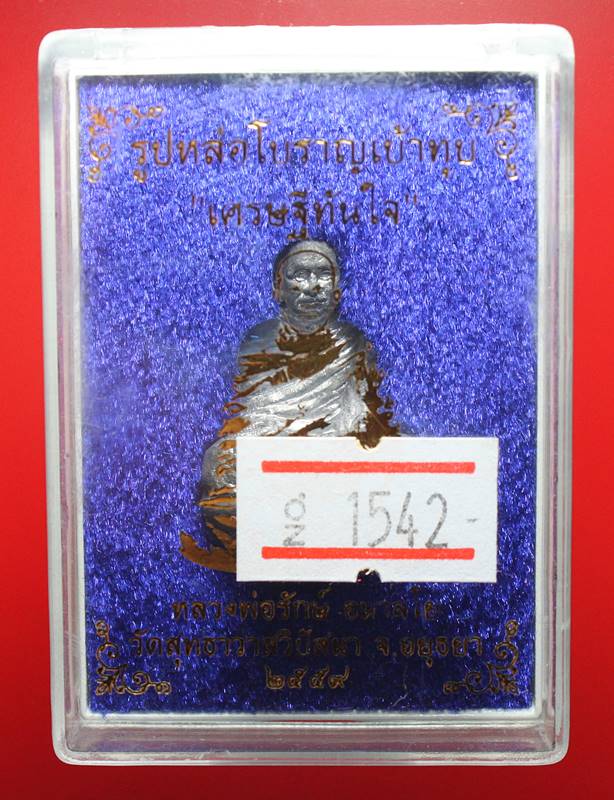 รูปหล่อโบราณเบ้าทุบ
"เศรษฐีทันใจ"
NO 1542-
หลวงพ่อรักษ์ อนาลโย
วัดสุทธาวาสวิปัสสนา จ.อยุธยา
๒๕๕๙